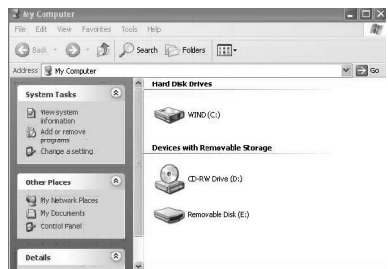 My Computer
File Edit View Favorites Tools Help
Back Search Folders
Address My Computer Go
System Tasks
View system
information
Add or remove
programs
Change a setting
Other Places
My Network Places
My Documents
Control Panel
Details
Hard Disk Drives
WIND (C:)
Devices with Removable Storage
CD-RW Drive (D:)
Removable Disk (E:)